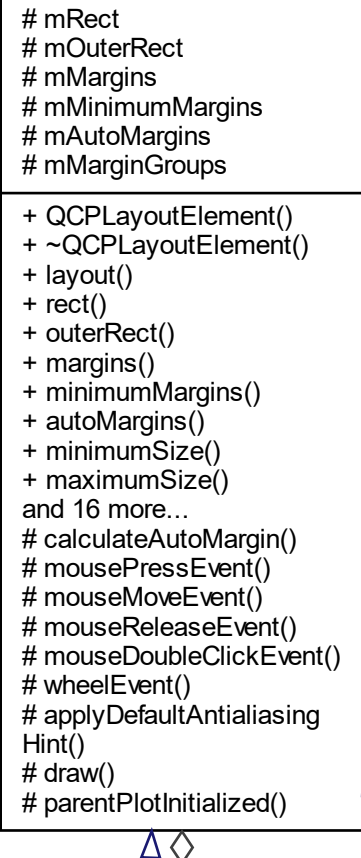 # mRect
# mOuterRect
# mMargins
# mMinimumMargins
# mAutoMargins
# mMarginGroups
+ QCPLayoutElement()
+ ~QCPLayoutElement()
+ layout()
+ rect()
+ outerRect()
+ margins()
+ minimumMargins()
+ autoMargins()
+ minimumSize()
+ maximumSize()
and 16 more...
# calculateAutoMargin()
# mousePressEvent()
# mouseMoveEvent()
# mouseReleaseEvent()
# mouseDoubleClickEvent()
# wheelEvent()
# applyDefaultAntialiasing
Hint()
# draw()
# parentPlotInitialized()